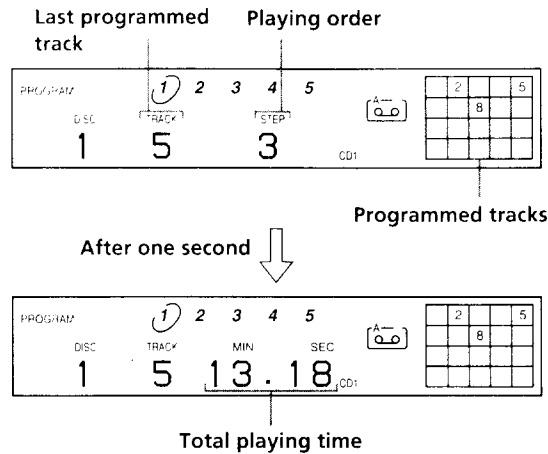 Last programmed track
Playing order
PROGRAM
1 2 3 4 5
A
2 5
DISC TRACK STEP
8
1 5 3
CD1
Programmed tracks
After one second
PROGRAM
1 2 3 4 5
A
2 5
DISC TRACK MIN SEC
8
1 5 13.18
CD1
Total playing time